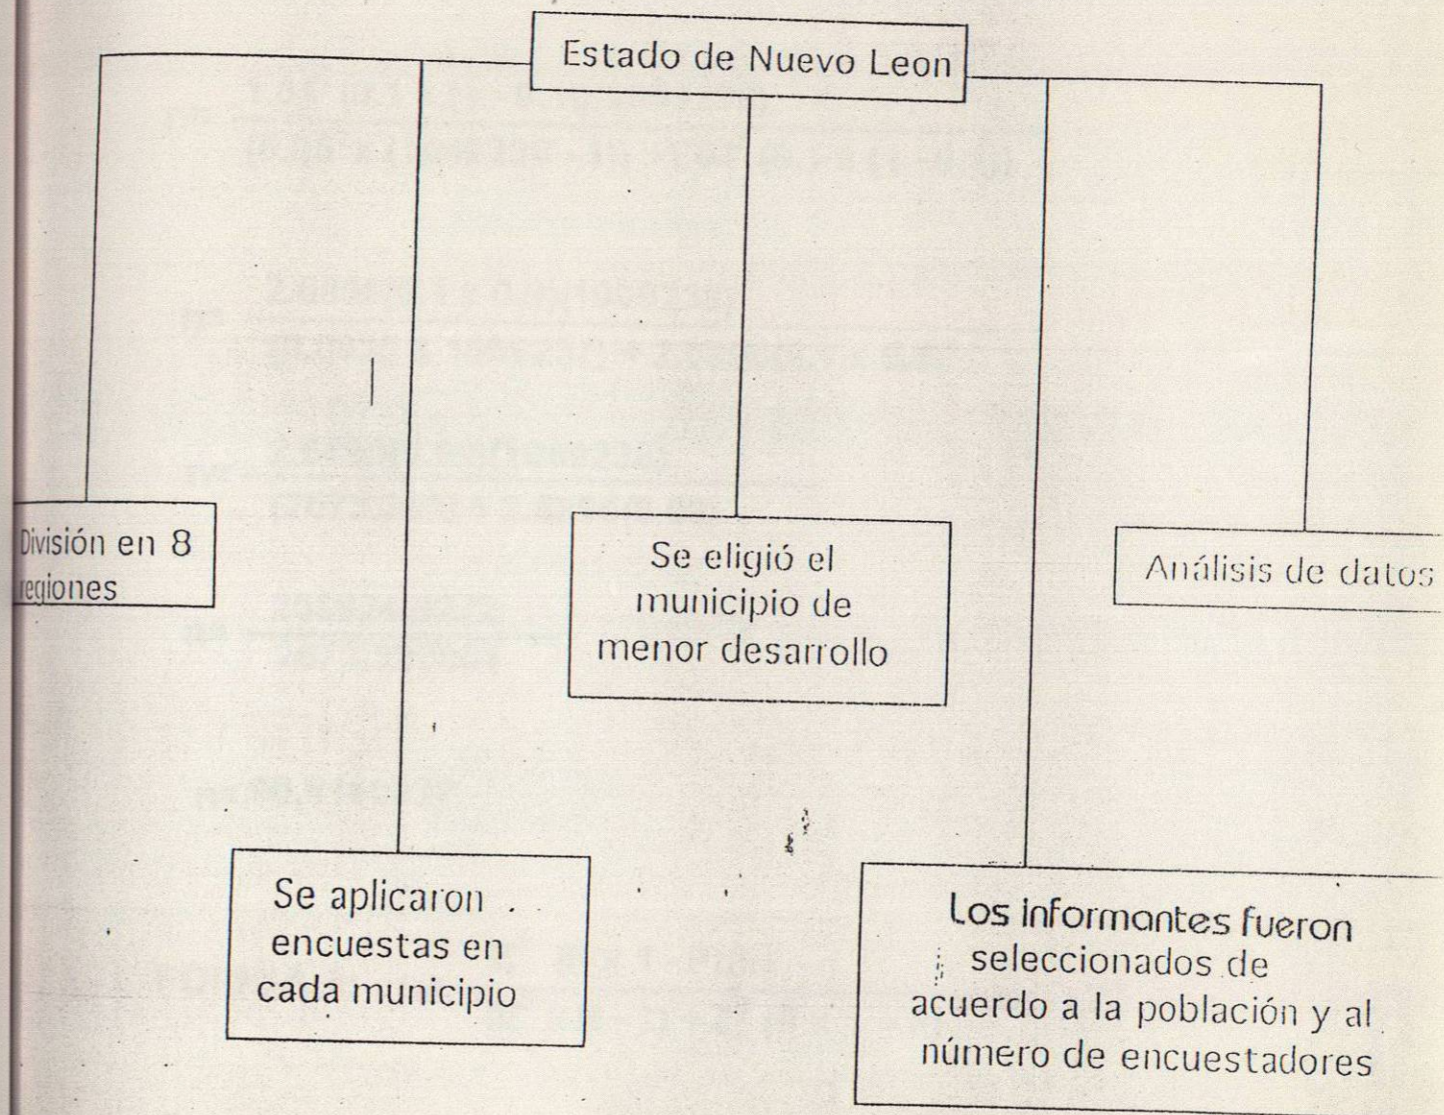 Estado de Nuevo Leon
División en 8
regiones
Se eligió el
municipio de
menor desarrollo
Análisis de datos
Se aplicaron
encuestas en
cada municipio
Los informantes fueron
seleccionados de
acuerdo a la población y al
número de encuestadores